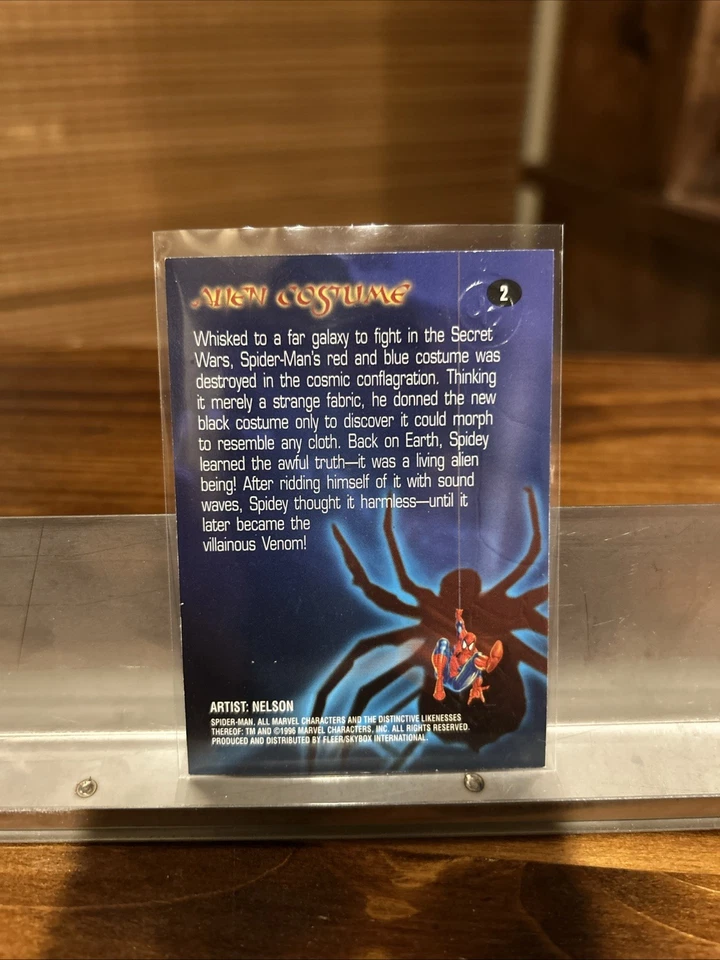 ALIEN COSTUME
2
Whisked to a far galaxy to fight in the Secret
Wars, Spider-Man's red and blue costume was
destroyed in the cosmic conflagration. Thinking
it merely a strange fabric, he donned the new
black costume only to discover it could morph
to resemble any cloth. Back on Earth, Spidey
learned the awful truth—it was a living alien
being! After ridding himself of it with sound
waves, Spidey thought it harmless—until it
later became the
villainous Venom!
ARTIST: NELSON
SPIDER-MAN, ALL MARVEL CHARACTERS AND THE DISTINCTIVE LIKENESSES
THEREOF: TM AND ©1996 MARVEL CHARACTERS, INC. ALL RIGHTS RESERVED.
PRODUCED AND DISTRIBUTED BY FLEER/SKYBOX INTERNATIONAL.